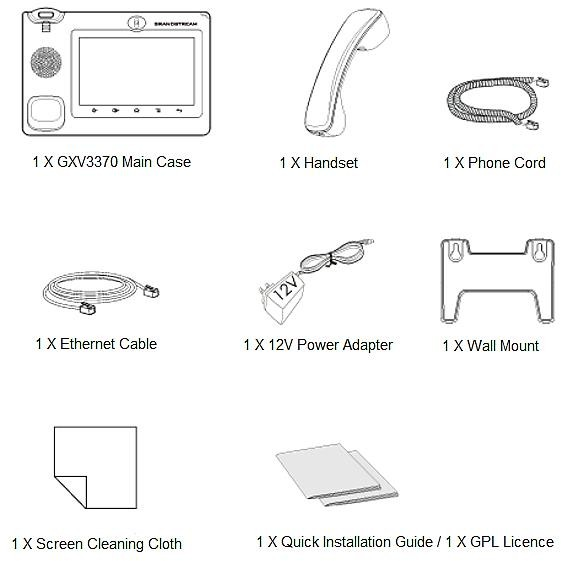 GRANDSTREAM
1 X GXV3370 Main Case
1 X Handset
1 X Phone Cord
12V
1 X Ethernet Cable
1 X 12V Power Adapter
1 X Wall Mount
1 X Screen Cleaning Cloth
1 X Quick Installation Guide / 1 X GPL Licence